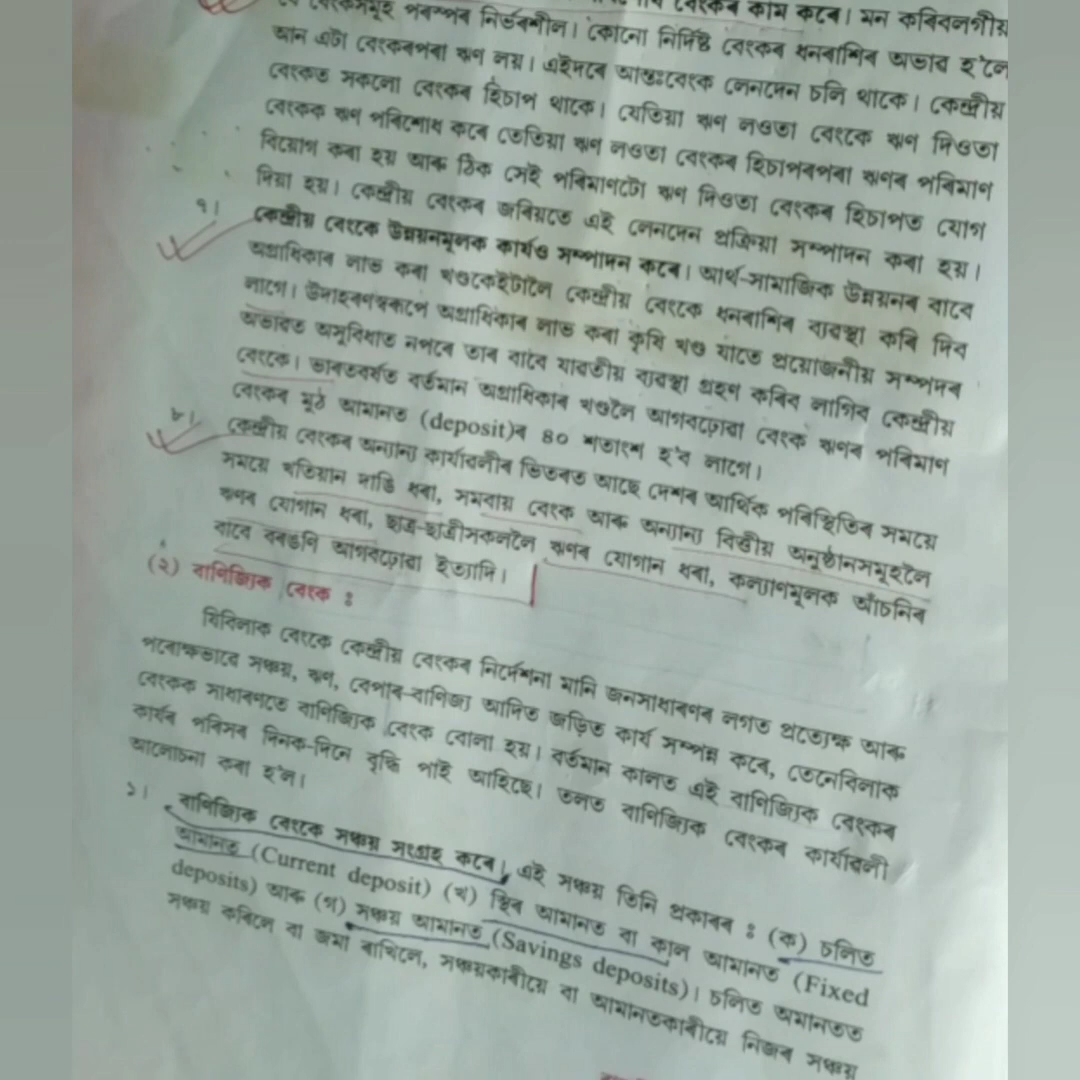 বেংকৰ কাম কৰে। মন কৰিবলগীয়
যে বেংকসমূহ পৰস্পৰ নিৰ্ভৰশীল। কোনো নিৰ্দিষ্ট বেংকৰ ধনৰাশিৰ অভাৱ হ'লে
আন এটা বেংকৰপৰা ঋণ লয়। এইদৰে আন্তঃবেংক লেনদেন চলি থাকে। কেন্দ্ৰীয়
বেংকত সকলো বেংকৰ হিচাপ থাকে। যেতিয়া ঋণ লওতা বেংকে ঋণ দিওতা
বেংকক ঋণ পৰিশোধ কৰে তেতিয়া ঋণ লওতা বেংকৰ হিচাপৰপৰা ঋণৰ পৰিমাণ
বিয়োগ কৰা হয় আৰু ঠিক সেই পৰিমাণটো ঋণ দিওতা বেংকৰ হিচাপত যোগ
দিয়া হয়। কেন্দ্ৰীয় বেংকৰ জৰিয়তে এই লেনদেন প্ৰক্ৰিয়া সম্পাদন কৰা হয়।
৭। কেন্দ্ৰীয় বেংকে উন্নয়নমূলক কাৰ্যও সম্পাদন কৰে। আৰ্থ-সামাজিক উন্নয়নৰ বাবে
অগ্ৰাধিকাৰ লাভ কৰা খণ্ডকেইটালৈ কেন্দ্ৰীয় বেংকে ধনৰাশিৰ ব্যৱস্থা কৰি দিব
লাগে। উদাহৰণস্বৰূপে অগ্ৰাধিকাৰ লাভ কৰা কৃষি খণ্ড যাতে প্ৰয়োজনীয় সম্পদৰ
অভাৱত অসুবিধাত নপৰে তাৰ বাবে যাৱতীয় ব্যৱস্থা গ্ৰহণ কৰিব লাগিব কেন্দ্ৰীয়
বেংকে। ভাৰতবৰ্ষত বৰ্তমান অগ্ৰাধিকাৰ খণ্ডলৈ আগবঢ়োৱা বেংক ঋণৰ পৰিমাণ
বেংকৰ মুঠ আমানত (deposit)ৰ ৪০ শতাংশ হ'ব লাগে।
৮। কেন্দ্ৰীয় বেংকৰ অন্যান্য কাৰ্যাৱলীৰ ভিতৰত আছে দেশৰ আৰ্থিক পৰিস্থিতিৰ সময়ে
সময়ে খতিয়ান দাঙি ধৰা, সমবায় বেংক আৰু অন্যান্য বিত্তীয় অনুষ্ঠানসমূহলৈ
ঋণৰ যোগান ধৰা, ছাত্ৰ-ছাত্ৰীসকললৈ ঋণৰ যোগান ধৰা, কল্যাণমূলক আঁচনিৰ
বাবে বৰঙণি আগবঢ়োৱা ইত্যাদি।
(২) বাণিজ্যিক বেংক ঃ
যিবিলাক বেংকে কেন্দ্ৰীয় বেংকৰ নিৰ্দেশনা মানি জনসাধাৰণৰ লগত প্ৰত্যেক্ষ আৰু
পৰোক্ষভাৱে সঞ্চয়, ঋণ, বেপাৰ-বাণিজ্য আদিত জড়িত কাৰ্য সম্পন্ন কৰে, তেনেবিলাক
বেংকক সাধাৰণতে বাণিজ্যিক বেংক বোলা হয়। বৰ্তমান কালত এই বাণিজ্যিক বেংকৰ
কাৰ্যৰ পৰিসৰ দিনক-দিনে বৃদ্ধি পাই আহিছে। তলত বাণিজ্যিক বেংকৰ কাৰ্যাৱলী
আলোচনা কৰা হ'ল।
১। বাণিজ্যিক বেংকে সঞ্চয় সংগ্ৰহ কৰে। এই সঞ্চয় তিনি প্ৰকাৰৰ ঃ (ক) চলিত
আমানত (Current deposit) (খ) স্থিৰ আমানত বা কাল আমানত (Fixed
deposits) আৰু (গ) সঞ্চয় আমানত (Savings deposits)। চলিত অমানতত
সঞ্চয় কৰিলে বা জমা ৰাখিলে, সঞ্চয়কাৰীয়ে বা আমানতকাৰীয়ে নিজৰ সঞ্চয়